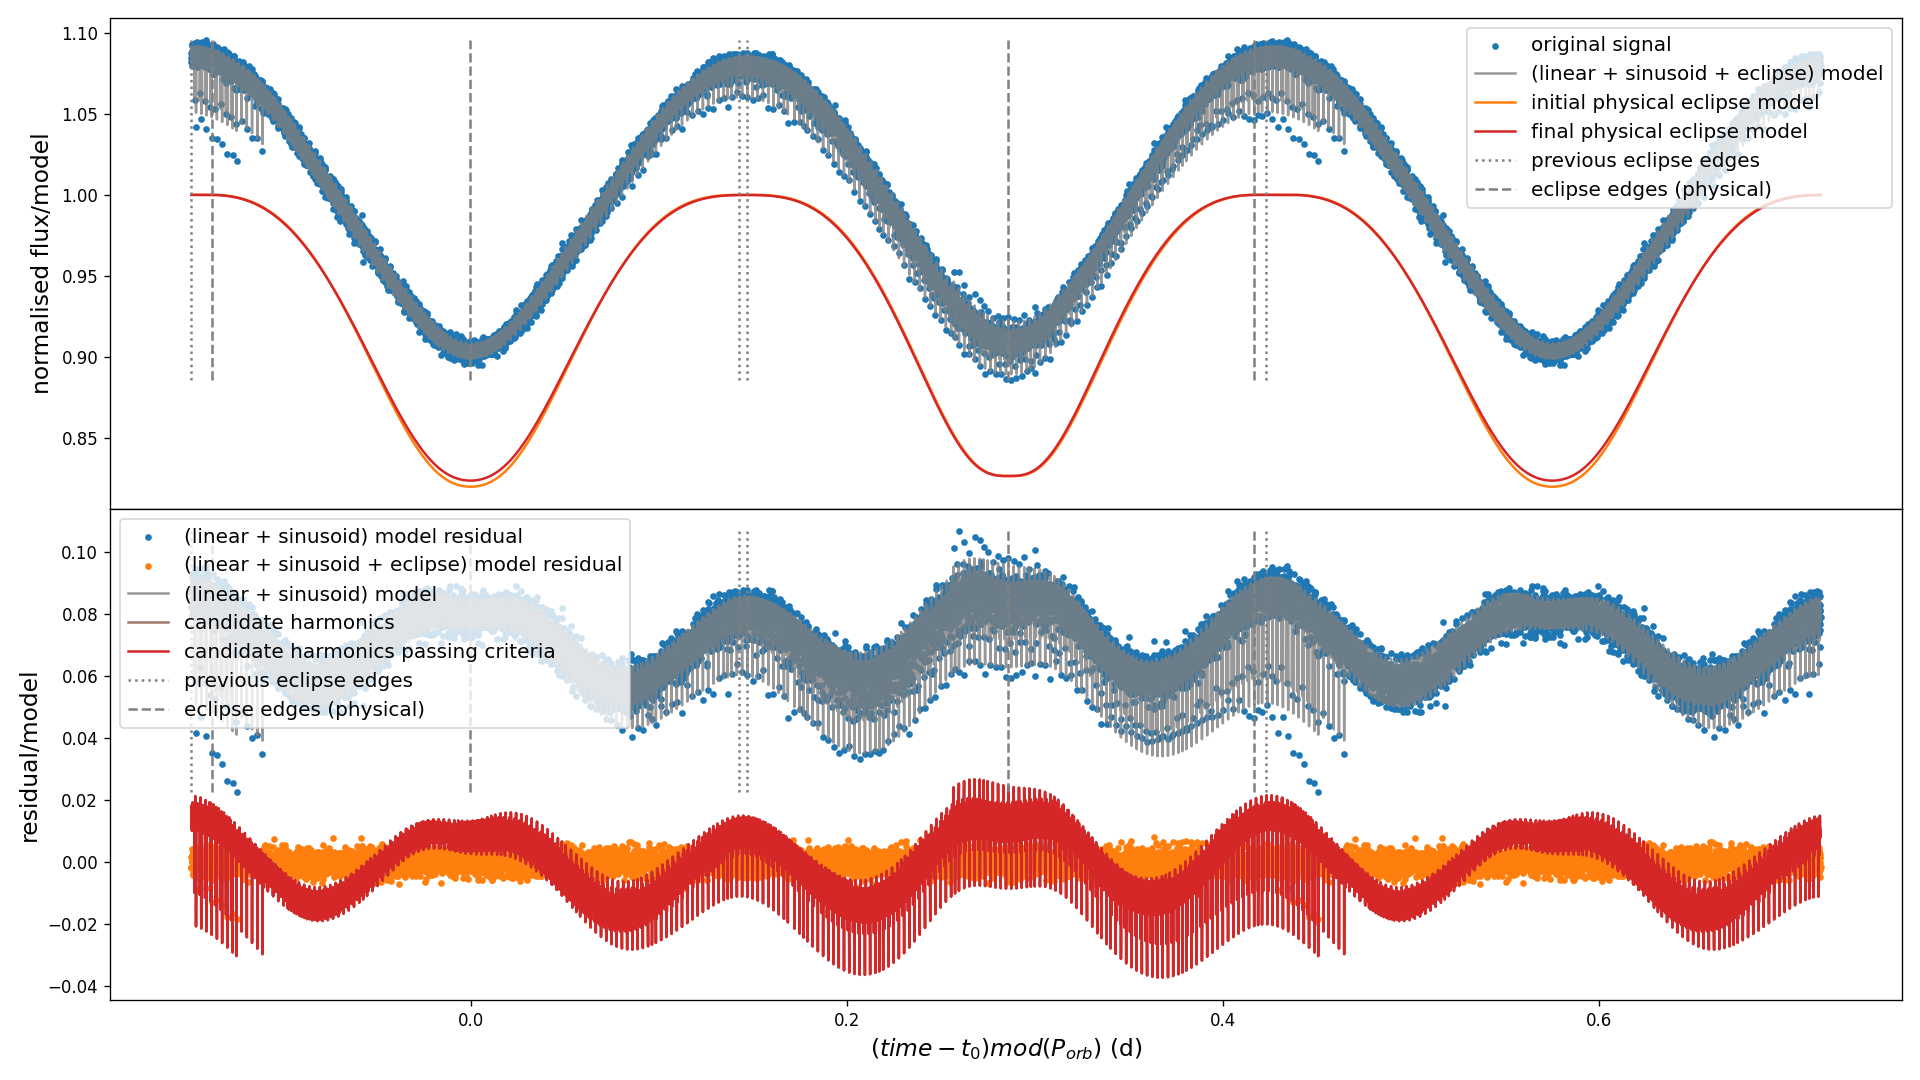 normalised flux/model
1.10
1.05
1.00
0.95
0.90
0.85
original signal
(linear + sinusoid + eclipse) model
initial physical eclipse model
final physical eclipse model
previous eclipse edges
eclipse edges (physical)
residual/model
0.10
0.08
0.06
0.04
0.02
0.00
−0.02
−0.04
(linear + sinusoid) model residual
(linear + sinusoid + eclipse) model residual
(linear + sinusoid) model
candidate harmonics
candidate harmonics passing criteria
previous eclipse edges
eclipse edges (physical)
0.0 0.2 0.4 0.6
(time − t₀)mod(Pₒᵣb) (d)